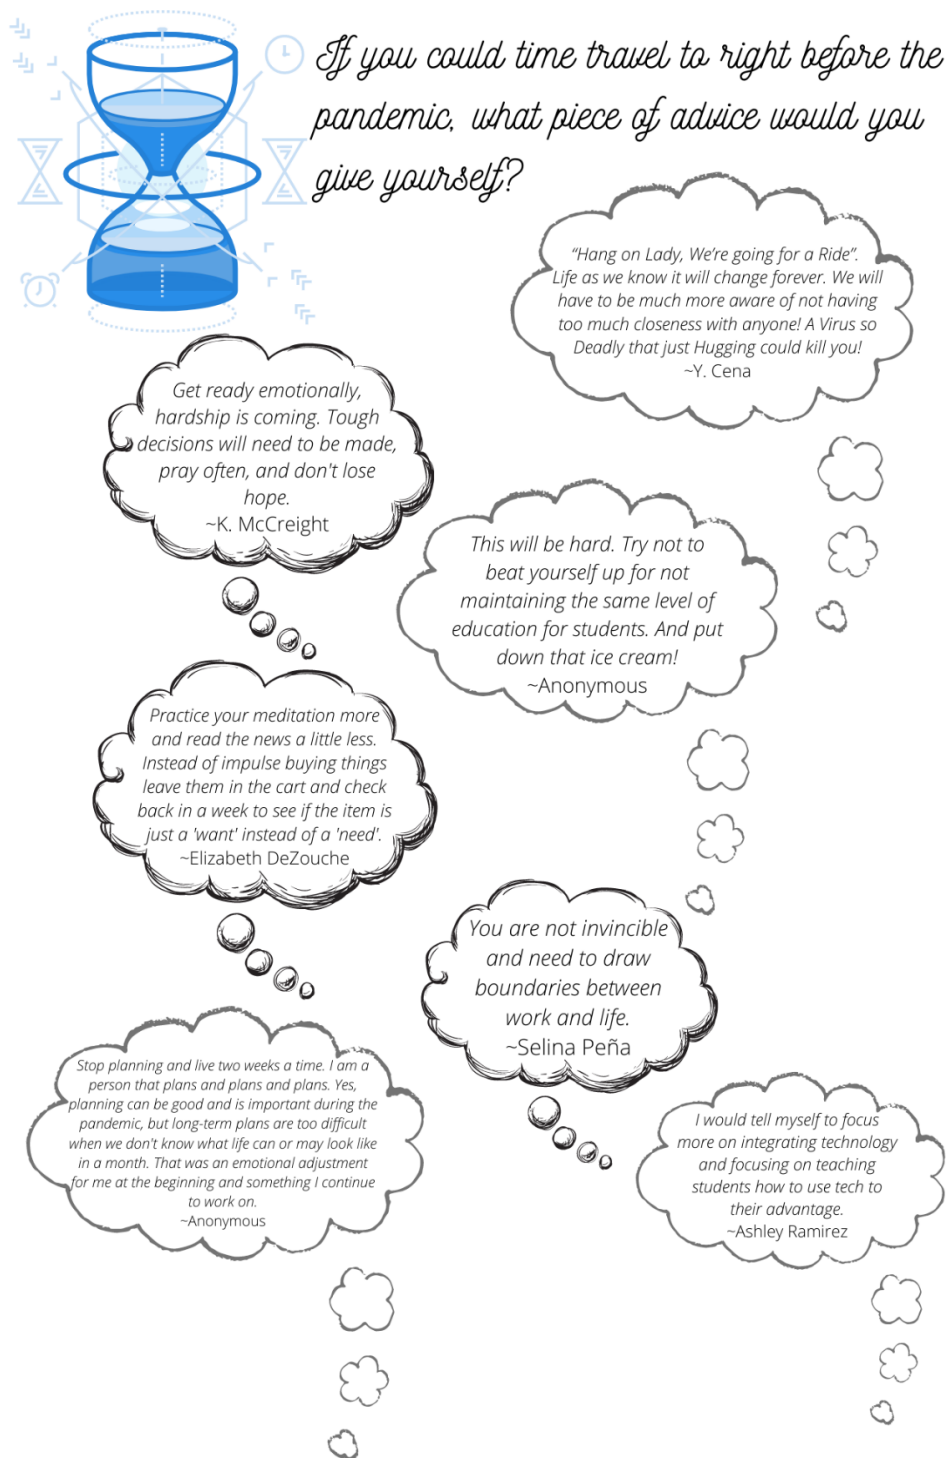 If you could time travel to right before the
pandemic, what piece of advice would you
give yourself?
“Hang on Lady, We’re going for a Ride”.
Life as we know it will change forever. We will
have to be much more aware of not having
too much closeness with anyone! A Virus so
Deadly that just Hugging could kill you!
~Y. Cena
Get ready emotionally,
hardship is coming. Tough
decisions will need to be made,
pray often, and don't lose
hope.
~K. McCreight
This will be hard. Try not to
beat yourself up for not
maintaining the same level of
education for students. And put
down that ice cream!
~Anonymous
Practice your meditation more
and read the news a little less.
Instead of impulse buying things
leave them in the cart and check
back in a week to see if the item is
just a 'want' instead of a 'need'.
~Elizabeth DeZouche
You are not invincible
and need to draw
boundaries between
work and life.
~Selina Peña
Stop planning and live two weeks a time. I am a
person that plans and plans and plans. Yes,
planning can be good and is important during the
pandemic, but long-term plans are too difficult
when we don't know what life can or may look like
in a month. That was an emotional adjustment
for me at the beginning and something I continue
to work on.
~Anonymous
I would tell myself to focus
more on integrating technology
and focusing on teaching
students how to use tech to
their advantage.
~Ashley Ramirez